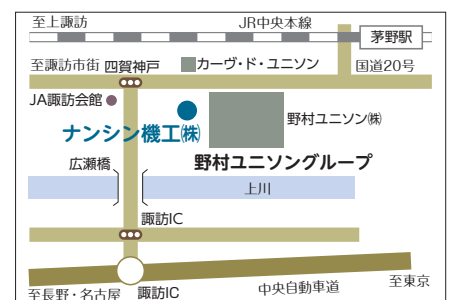 至上諏訪
JR中央本線
茅野駅
至諏訪市街
四賀神戸
カーヴ・ド・ユニソン
国道20号
JA諏訪会館
野村ユニソン㈱
ナンシン機工㈱
広瀬橋
野村ユニソングループ
上川
諏訪IC
中央自動車道
至東京
至長野・名古屋
諏訪IC